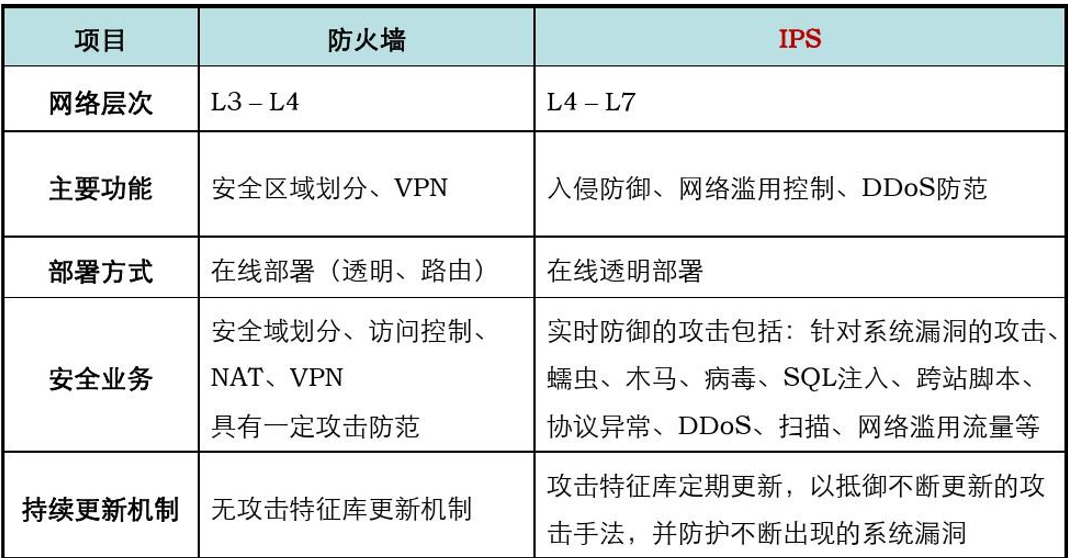 项目 防火墙 IPS
网络层次 L3 – L4 L4 – L7
主要功能 安全区域划分、VPN 入侵防御、网络滥用控制、DDoS防范
部署方式 在线部署（透明、路由） 在线透明部署
安全业务
安全域划分、访问控制、
NAT、VPN
具有一定攻击防范
实时防御的攻击包括：针对系统漏洞的攻击、
蠕虫、木马、病毒、SQL注入、跨站脚本、
协议异常、DDoS、扫描、网络滥用流量等
持续更新机制 无攻击特征库更新机制
攻击特征库定期更新，以抵御不断更新的攻
击手法，并防护不断出现的系统漏洞